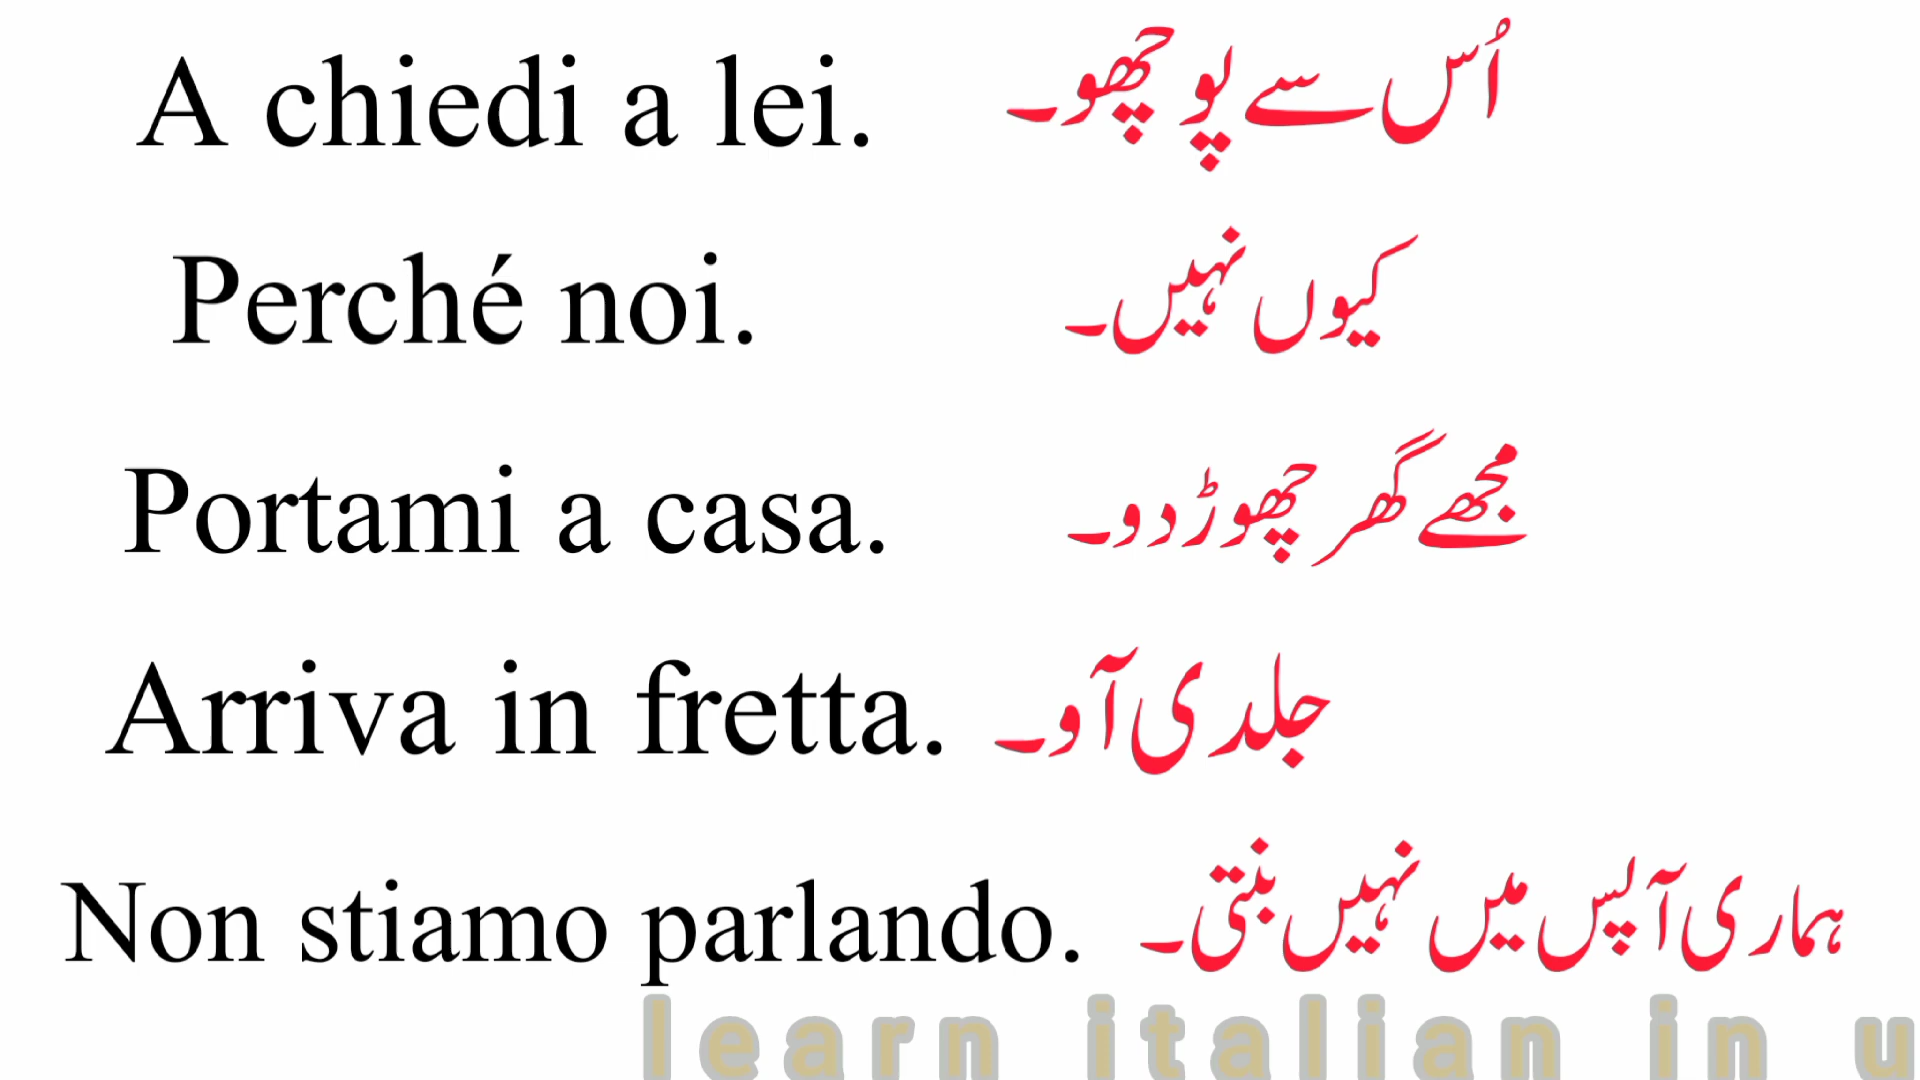 A chiedi a lei. اُس سے پوچھو۔
Perché noi. کیوں نہیں۔
Portami a casa. مجھے گھر چھوڑ دو۔
Arriva in fretta. جلدی آو۔
Non stiamo parlando. ہماری آپس میں نہیں بنتی۔
learn italian in u